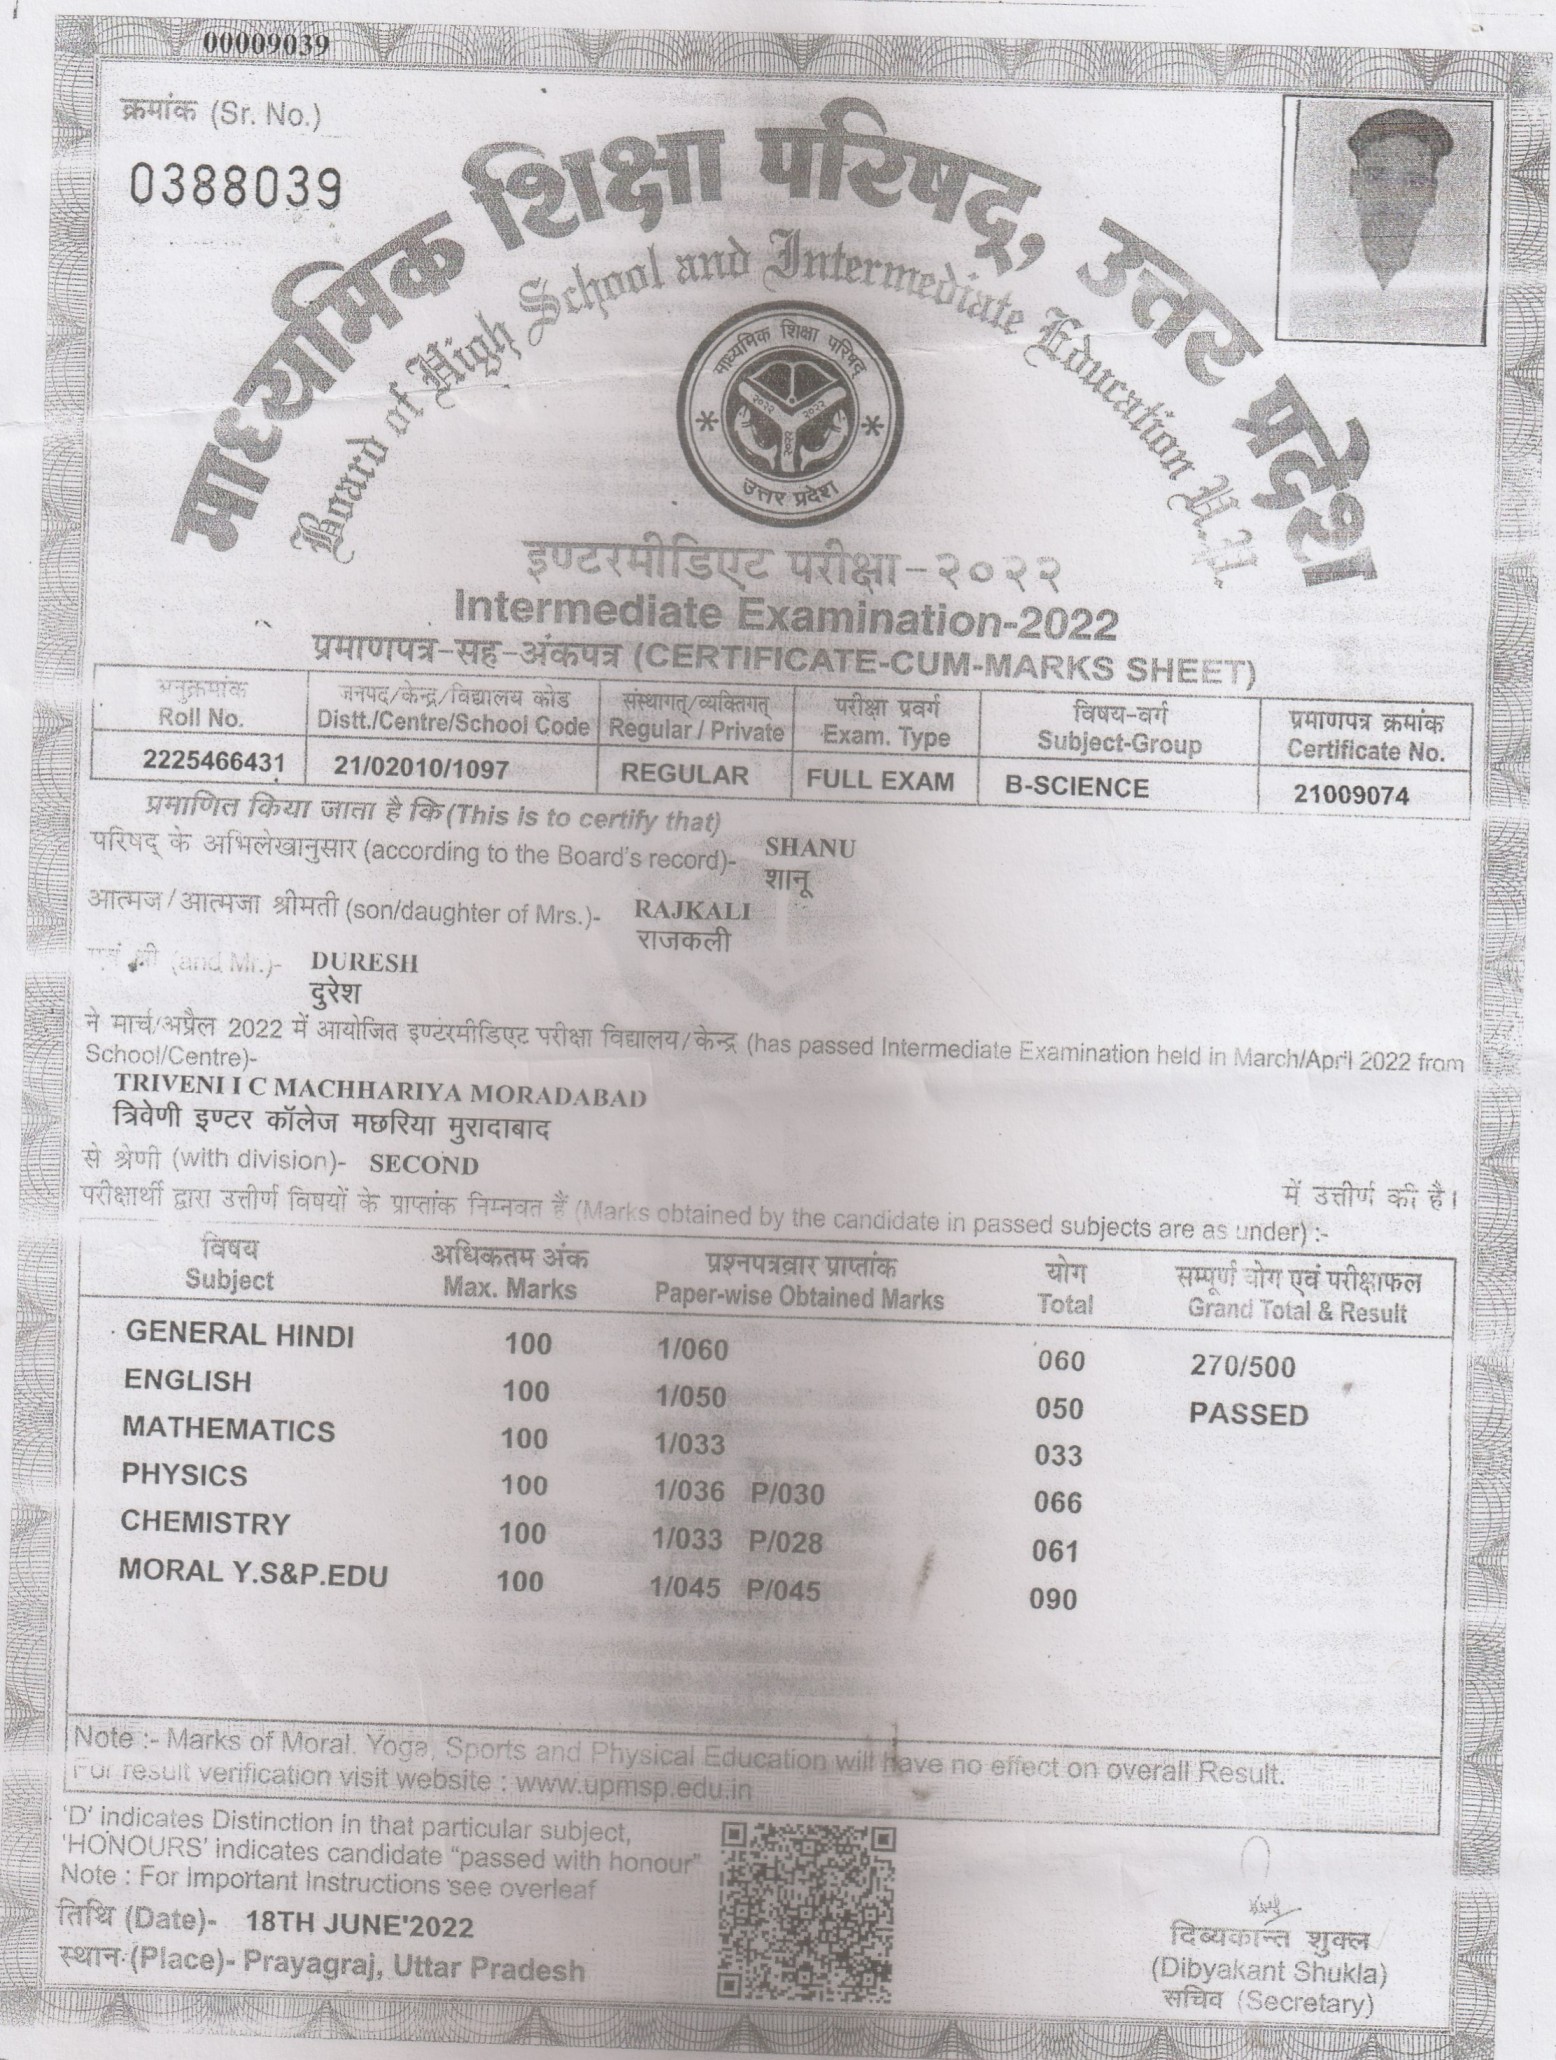 00009039
क्रमांक (Sr. No.)
0388039
माध्यमिक शिक्षा परिषद्, उत्तर प्रदेश
Board of High School and Intermediate Education U.P.
माध्यमिक शिक्षा परिषद्
२०२२ २०२२
२०२२
उत्तर प्रदेश
इण्टरमीडिएट परीक्षा-२०२२
Intermediate Examination-2022
प्रमाणपत्र-सह-अंकपत्र (CERTIFICATE-CUM-MARKS SHEET)
अनुक्रमांक जनपद/केन्द्र/विद्यालय कोड संस्थागत्/व्यक्तिगत् परीक्षा प्रवर्ग विषय-वर्ग प्रमाणपत्र क्रमांक
Roll No. Distt./Centre/School Code Regular / Private Exam. Type Subject-Group Certificate No.
2225466431 21/02010/1097 REGULAR FULL EXAM B-SCIENCE 21009074
प्रमाणित किया जाता है कि (This is to certify that)
परिषद् के अभिलेखानुसार (according to the Board's record)- SHANU
शानू
आत्मज/आत्मजा श्रीमती (son/daughter of Mrs.)- RAJKALI
राजकली
एवं श्री (and Mr.)- DURESH
दुरेश
ने मार्च/अप्रैल 2022 में आयोजित इण्टरमीडिएट परीक्षा विद्यालय/केन्द्र (has passed Intermediate Examination held in March/April 2022 from
School/Centre)-
TRIVENI I C MACHHARIYA MORADABAD
त्रिवेणी इण्टर कॉलेज मछरिया मुरादाबाद
से श्रेणी (with division)- SECOND
में उत्तीर्ण की है।
परीक्षार्थी द्वारा उत्तीर्ण विषयों के प्राप्तांक निम्नवत हैं (Marks obtained by the candidate in passed subjects are as under) :-
विषय अधिकतम अंक प्रश्नपत्रवार प्राप्तांक योग सम्पूर्ण योग एवं परीक्षाफल
Subject Max. Marks Paper-wise Obtained Marks Total Grand Total & Result
GENERAL HINDI 100 1/060 060 270/500
ENGLISH 100 1/050 050 PASSED
MATHEMATICS 100 1/033 033
PHYSICS 100 1/036 P/030 066
CHEMISTRY 100 1/033 P/028 061
MORAL Y.S&P.EDU 100 1/045 P/045 090
Note :- Marks of Moral, Yoga, Sports and Physical Education will have no effect on overall Result.
For result verification visit website : www.upmsp.edu.in
'D' indicates Distinction in that particular subject,
'HONOURS' indicates candidate "passed with honour"
Note : For Important Instructions see overleaf
तिथि (Date)- 18TH JUNE'2022
स्थान (Place)- Prayagraj, Uttar Pradesh
दिब्यकान्त शुक्ल
(Dibyakant Shukla)
सचिव (Secretary)